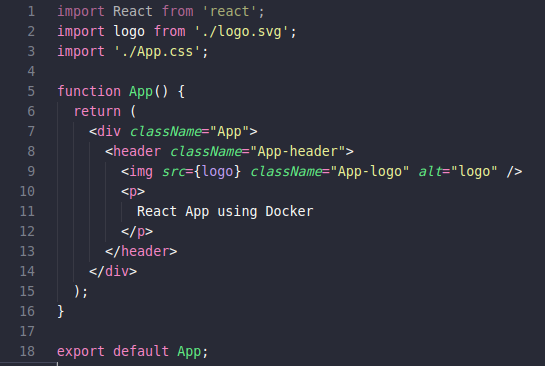 1 import React from 'react';
2 import logo from './logo.svg';
3 import './App.css';
4
5 function App() {
6   return (
7     <div className="App">
8       <header className="App-header">
9         <img src={logo} className="App-logo" alt="logo" />
10         <p>
11           React App using Docker
12         </p>
13       </header>
14     </div>
15   );
16 }
17
18 export default App;